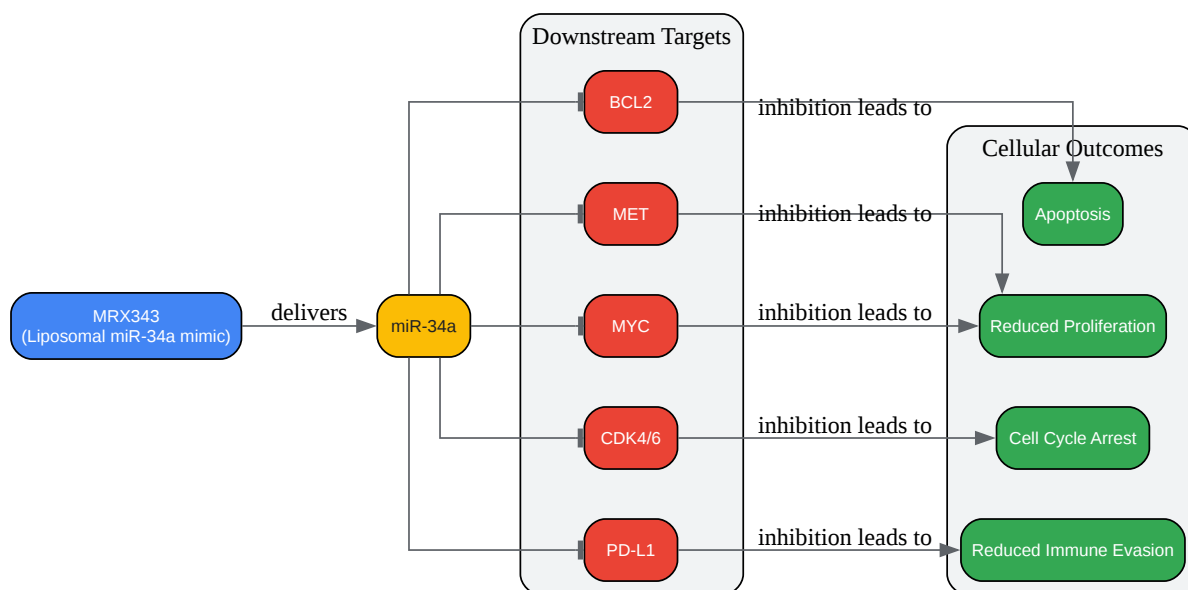 Downstream Targets
BCL2
inhibition leads to
Cellular Outcomes
MET
inhibition leads to
Apoptosis
MRX343
(Liposomal miR-34a mimic)
delivers
miR-34a
MYC
inhibition leads to
Reduced Proliferation
CDK4/6
inhibition leads to
Cell Cycle Arrest
PD-L1
inhibition leads to
Reduced Immune Evasion